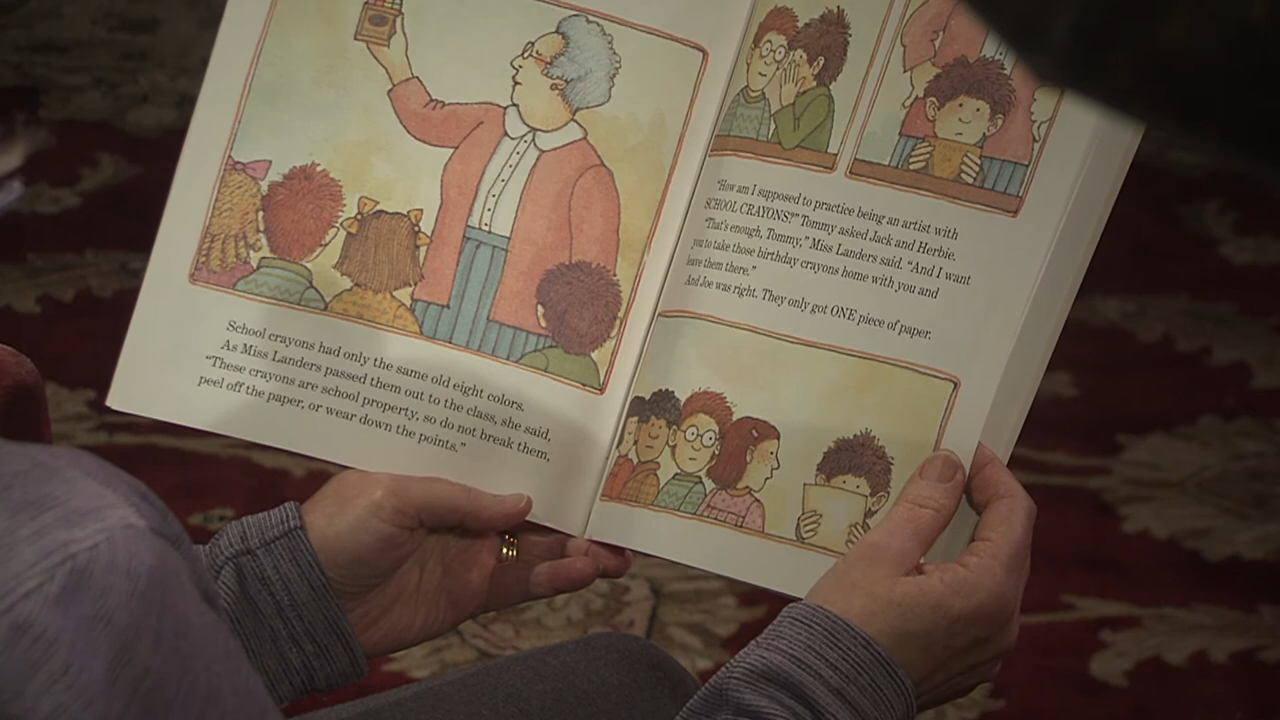 School crayons had only the same old eight colors.
As Miss Landers passed them out to the class, she said,
“These crayons are school property, so do not break them,
peel off the paper, or wear down the points.”
“How am I supposed to practice being an artist with
SCHOOL CRAYONS?” Tommy asked Jack and Herbie.
“That’s enough, Tommy,” Miss Landers said. “And I want
you to take those birthday crayons home with you and
leave them there.”
And Joe was right. They only got ONE piece of paper.